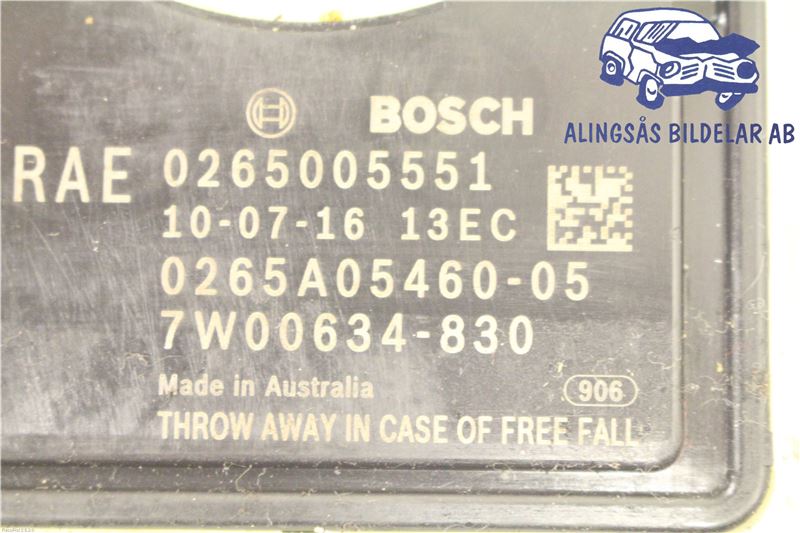 BOSCH
ALINGSÅS BILDELAR AB
RAE 0265005551
10-07-16 13EC
0265A05460-05
7W00634-830
Made in Australia
906
THROW AWAY IN CASE OF FREE FALL